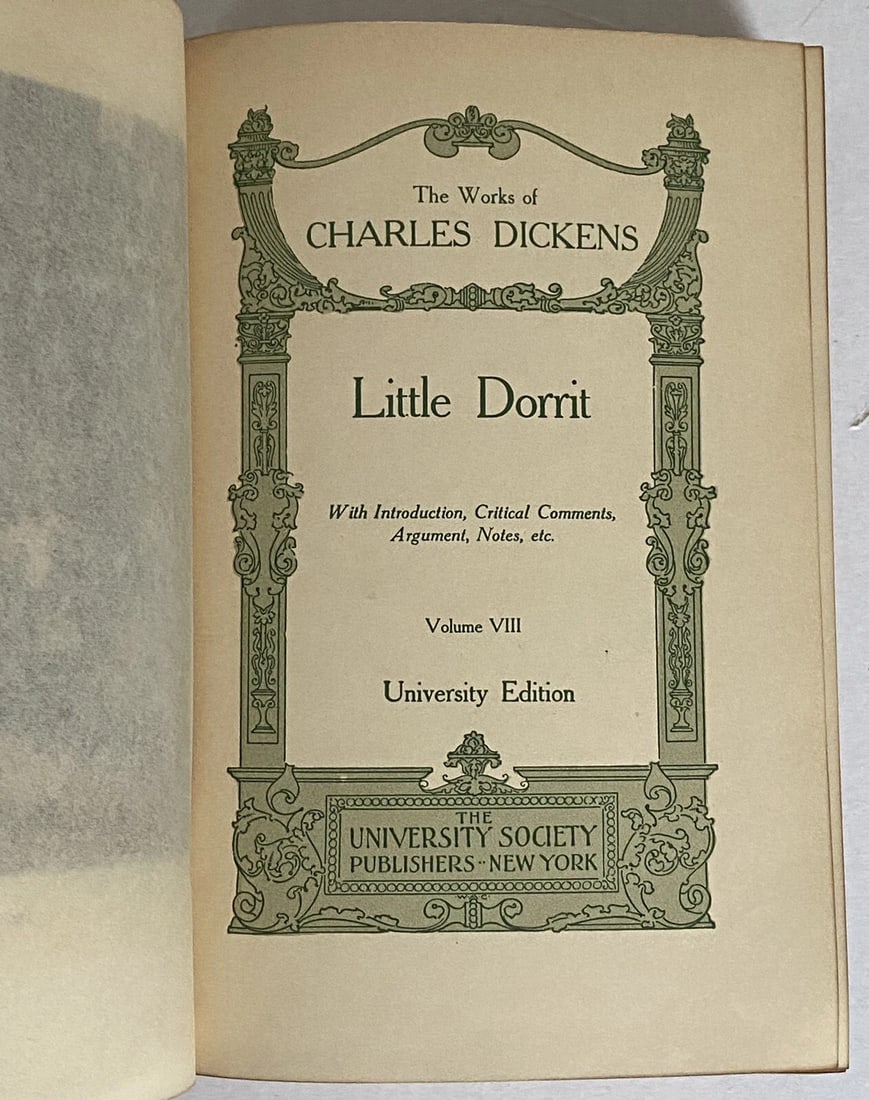 The Works of
CHARLES DICKENS
Little Dorrit
With Introduction, Critical Comments,
Argument, Notes, etc.
Volume VIII
University Edition
THE
UNIVERSITY SOCIETY
PUBLISHERS·· NEW YORK